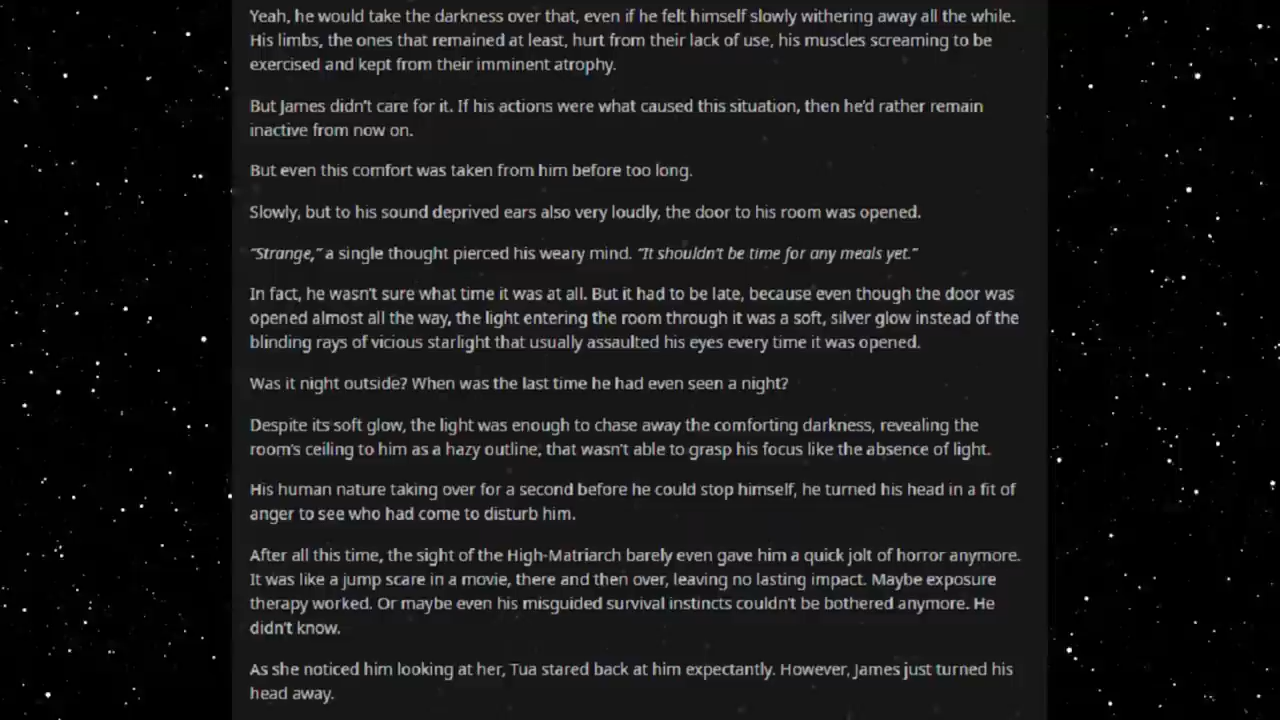 Yeah, he would take the darkness over that, even if he felt himself slowly withering away all the while.
His limbs, the ones that remained at least, hurt from their lack of use, his muscles screaming to be
exercised and kept from their imminent atrophy.
But James didn't care for it. If his actions were what caused this situation, then he'd rather remain
inactive from now on.
But even this comfort was taken from him before too long.
Slowly, but to his sound deprived ears also very loudly, the door to his room was opened.
“Strange,” a single thought pierced his weary mind. “It shouldn't be time for any meals yet.”
In fact, he wasn't sure what time it was at all. But it had to be late, because even though the door was
opened almost all the way, the light entering the room through it was a soft, silver glow instead of the
blinding rays of vicious starlight that usually assaulted his eyes every time it was opened.
Was it night outside? When was the last time he had even seen a night?
Despite its soft glow, the light was enough to chase away the comforting darkness, revealing the
room's ceiling to him as a hazy outline, that wasn't able to grasp his focus like the absence of light.
His human nature taking over for a second before he could stop himself, he turned his head in a fit of
anger to see who had come to disturb him.
After all this time, the sight of the High-Matriarch barely even gave him a quick jolt of horror anymore.
It was like a jump scare in a movie, there and then over, leaving no lasting impact. Maybe exposure
therapy worked. Or maybe even his misguided survival instincts couldn't be bothered anymore. He
didn't know.
As she noticed him looking at her, Tua stared back at him expectantly. However, James just turned his
head away.